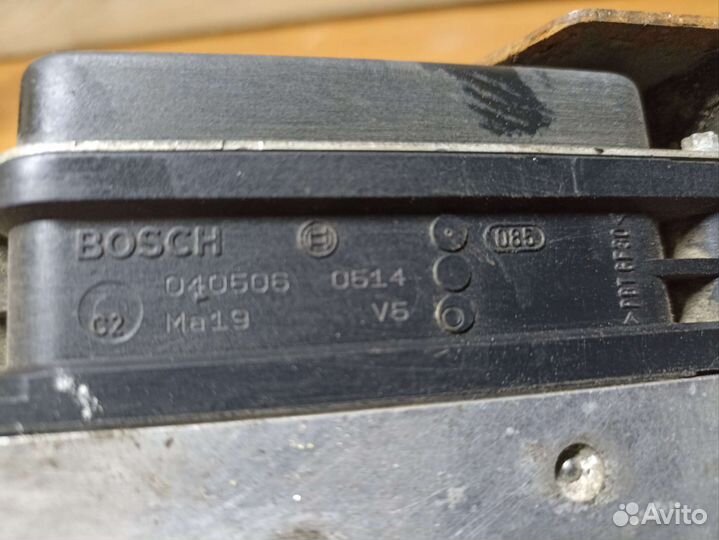 BOSCH 085
040506 0514
C2 Ma19 V5
>PBT GF30<
Avito